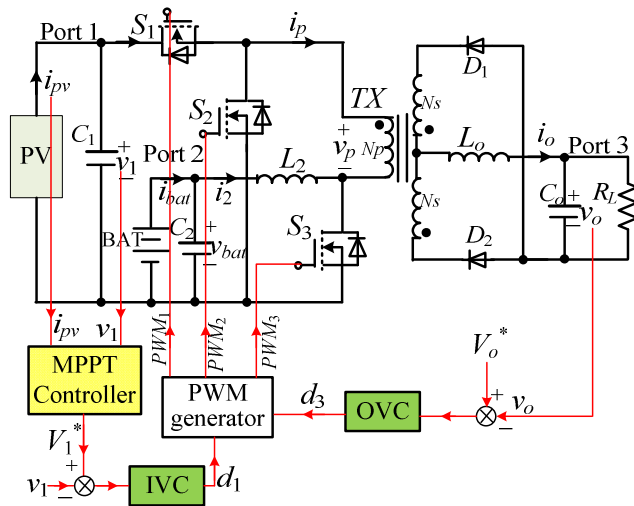 Port 1
S1
ip
ipv
S2
TX
D1
Ns
Lo
io
Port 3
PV
C1
+
v1
−
Port 2
L2
+
vp
−
Np
ibat
i2
BAT
C2
+
vbat
−
S3
Ns
D2
Co
+
vo
−
RL
ipv
v1
PWM1
PWM2
PWM3
Vo*
MPPT
Controller
PWM
generator
d3
OVC
+
−
vo
V1*
+
v1
−
IVC
d1